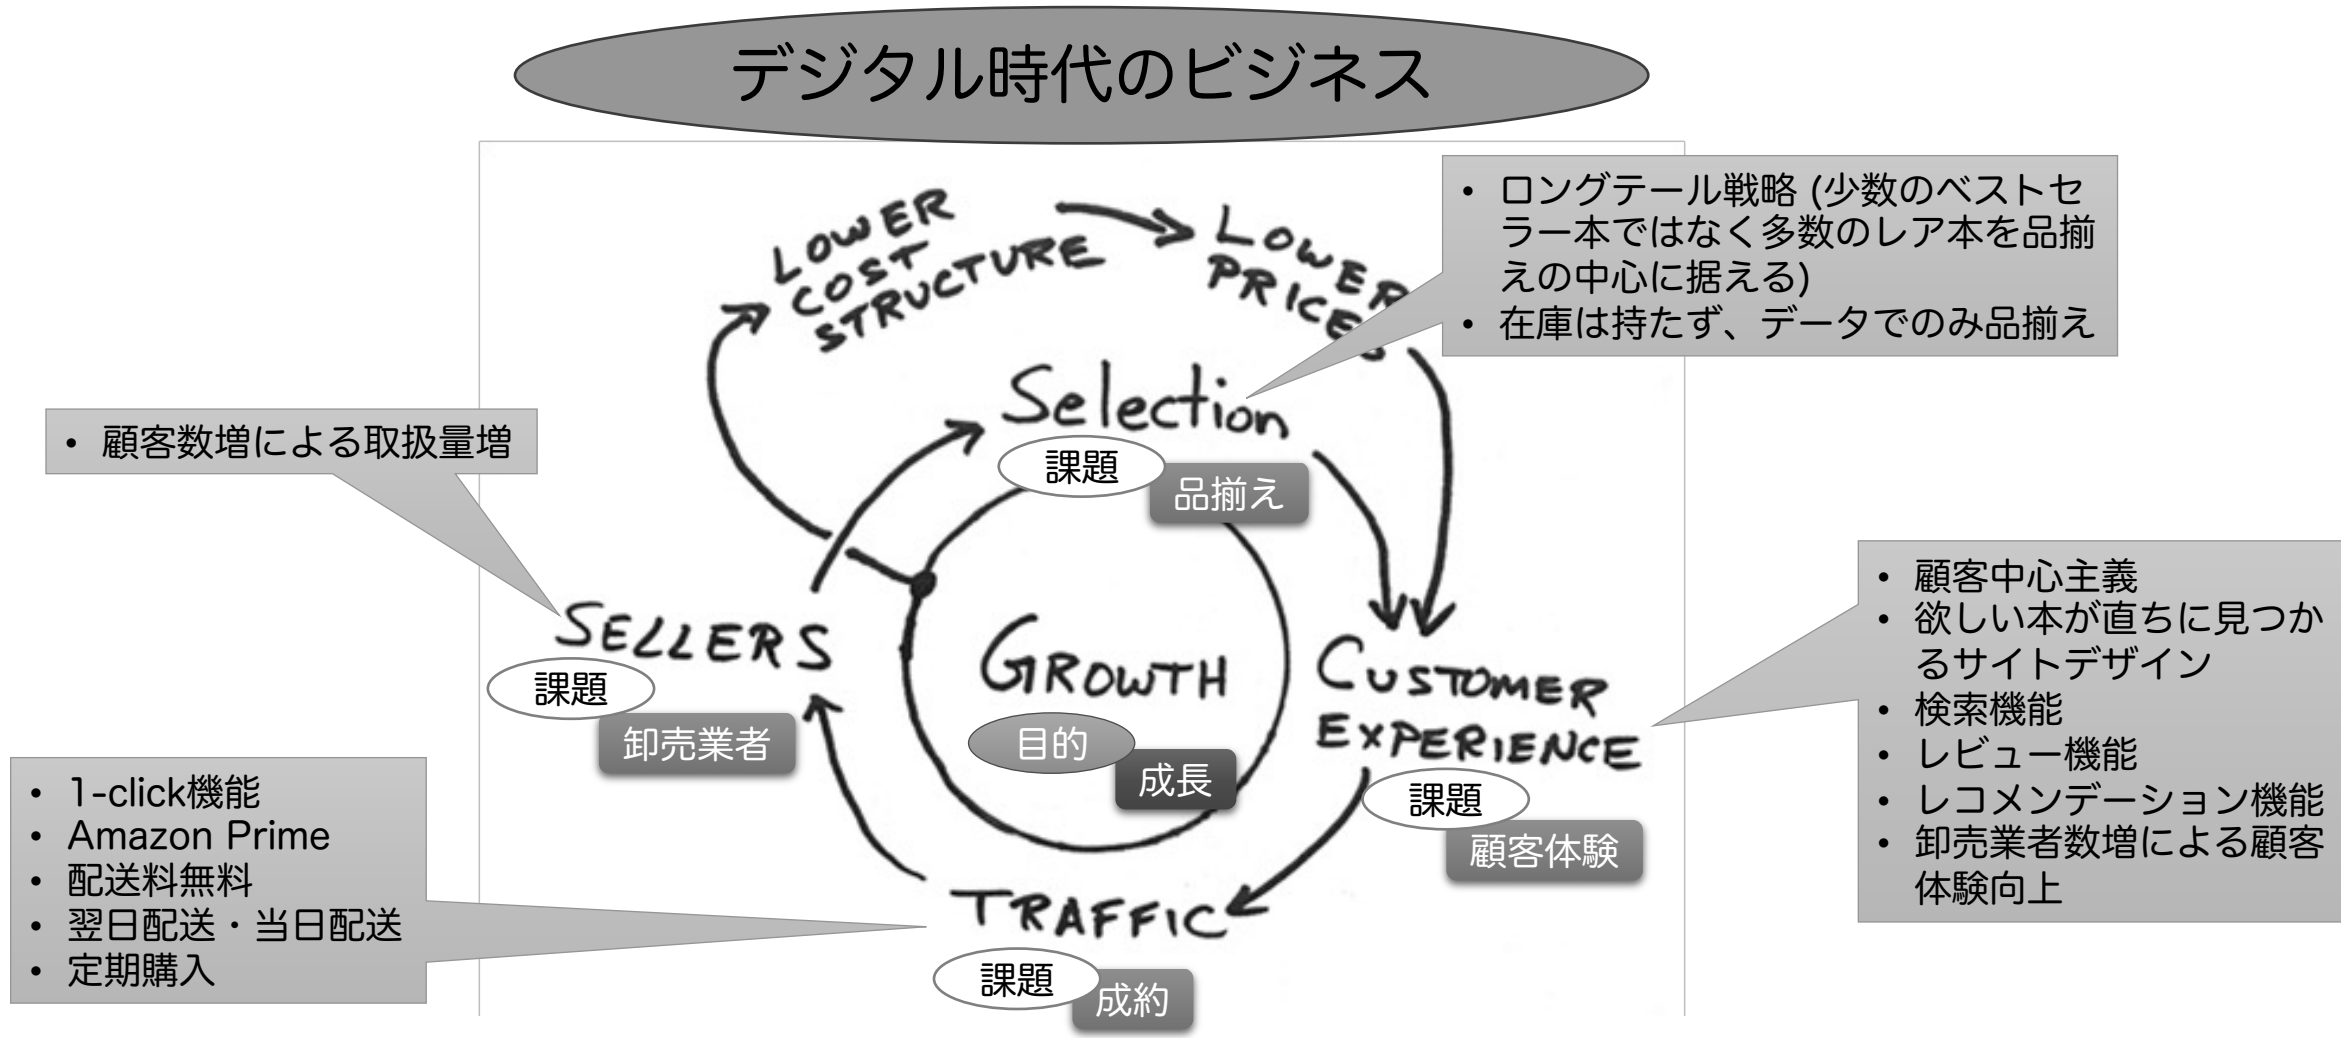 デジタル時代のビジネス
LOWER
COST
STRUCTURE
LOWER
PRICES
• ロングテール戦略 (少数のベストセ
ラー本ではなく多数のレア本を品揃
えの中心に据える)
• 在庫は持たず、データでのみ品揃え
Selection
課題
品揃え
• 顧客数増による取扱量増
SELLERS
課題
卸売業者
GROWTH
目的
成長
CUSTOMER
EXPERIENCE
課題
顧客体験
• 顧客中心主義
• 欲しい本が直ちに見つか
るサイトデザイン
• 検索機能
• レビュー機能
• レコメンデーション機能
• 卸売業者数増による顧客
体験向上
• 1-click機能
• Amazon Prime
• 配送料無料
• 翌日配送・当日配送
• 定期購入
TRAFFIC
課題
成約